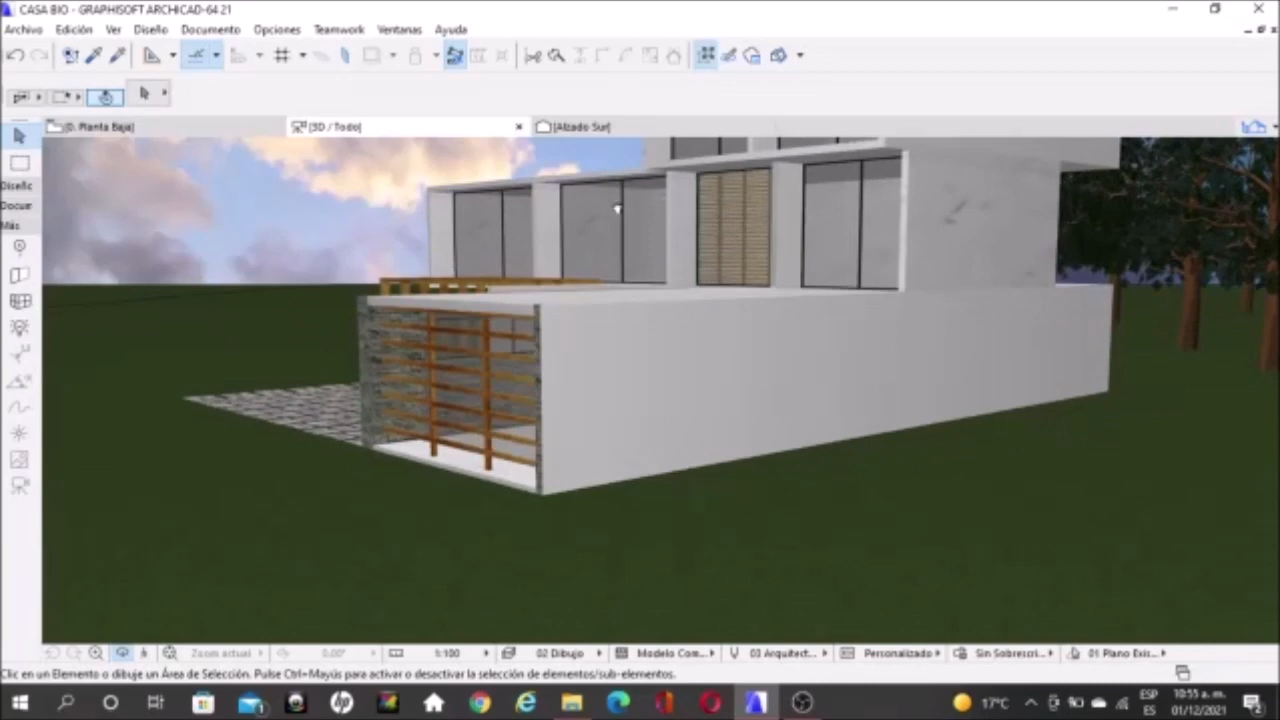 CASA BIO - GRAPHISOFT ARCHICAD-64 21
Archivo Edición Ver Diseño Documento Opciones Teamwork Ventanas Ayuda
[0. Planta Baja] [3D / Todo] [Alzado Sur]
Diseño
Docum
Más
Zoom actual 0.00° 1:100 02 Dibujo Modelo Com... 03 Arquitect... Personalizado Sin Sobrescri... 01 Plano Exis...
Clic en un Elemento o dibuje un Área de Selección. Pulse Ctrl+Mayús para activar o desactivar la selección de elementos/sub-elementos.
17°C ESP 10:55 a. m.
ES 01/12/2021